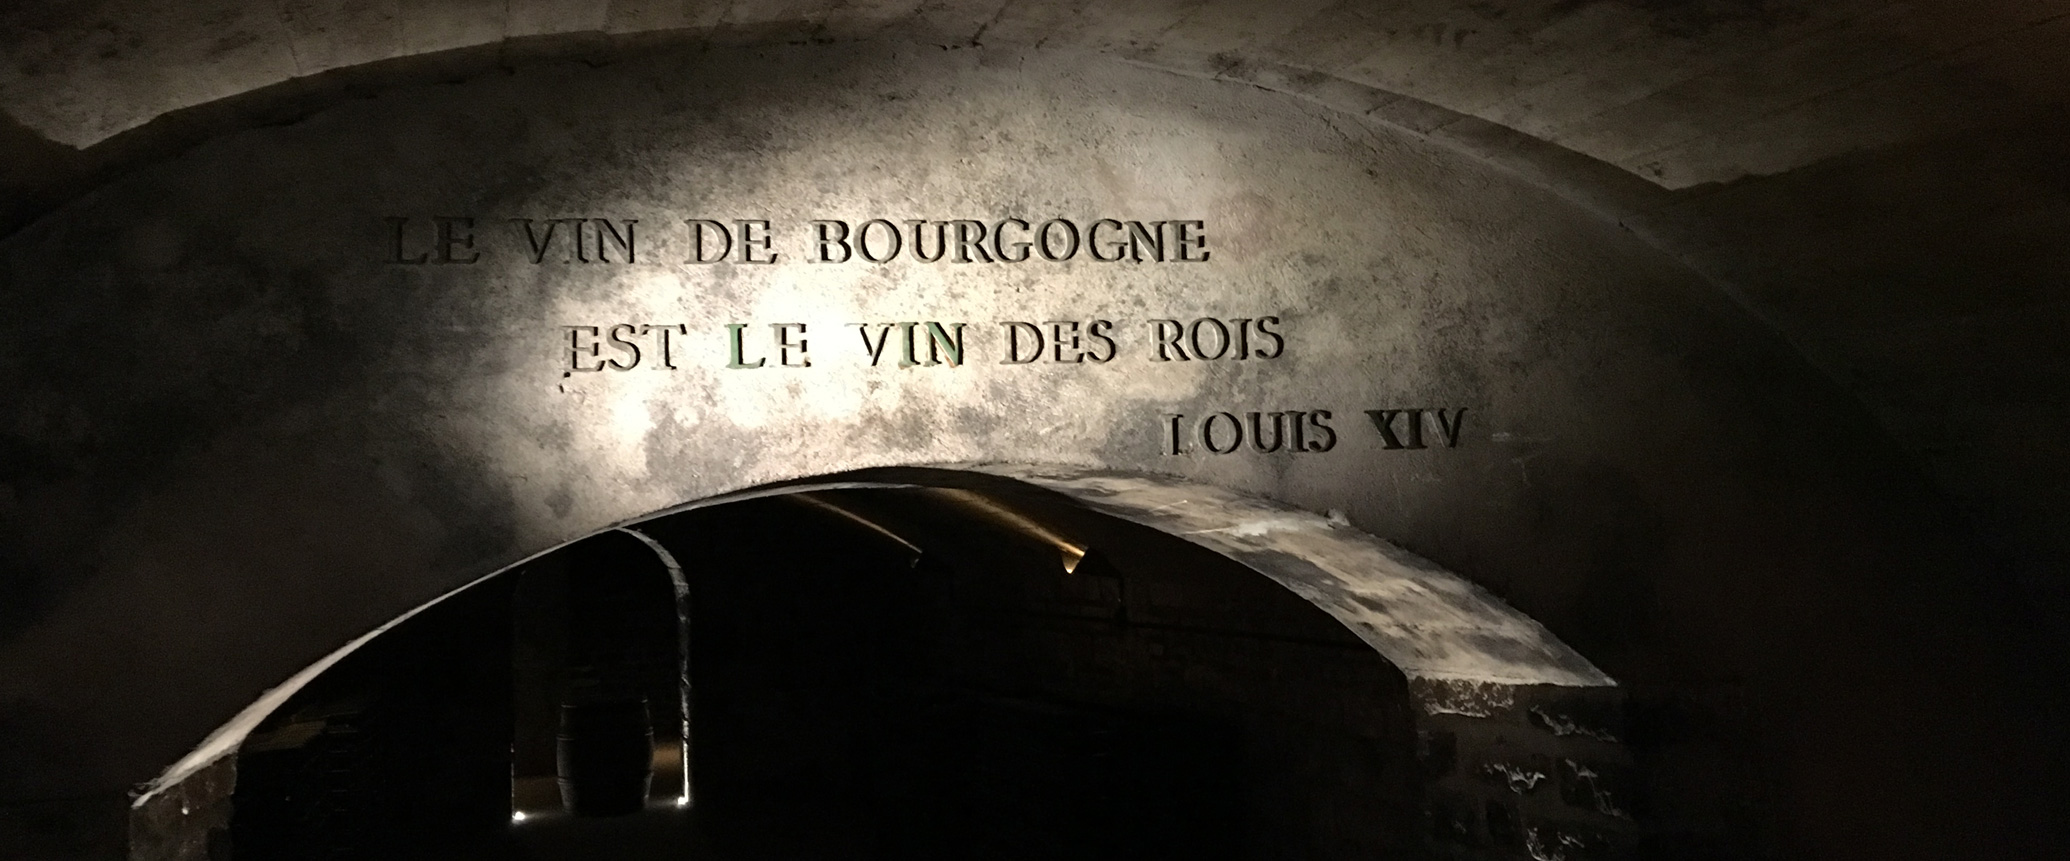 LE VIN DE BOURGOGNE
EST LE VIN DES ROIS
LOUIS XIV